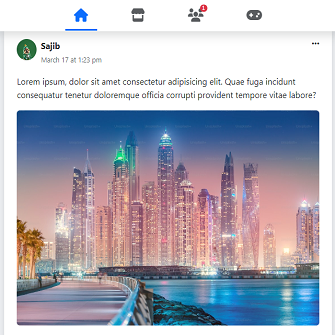 1
Sajib
March 17 at 1:23 pm
Lorem ipsum, dolor sit amet consectetur adipisicing elit. Quae fuga incidunt
consequatur tenetur doloremque officia corrupti provident tempore vitae labore?